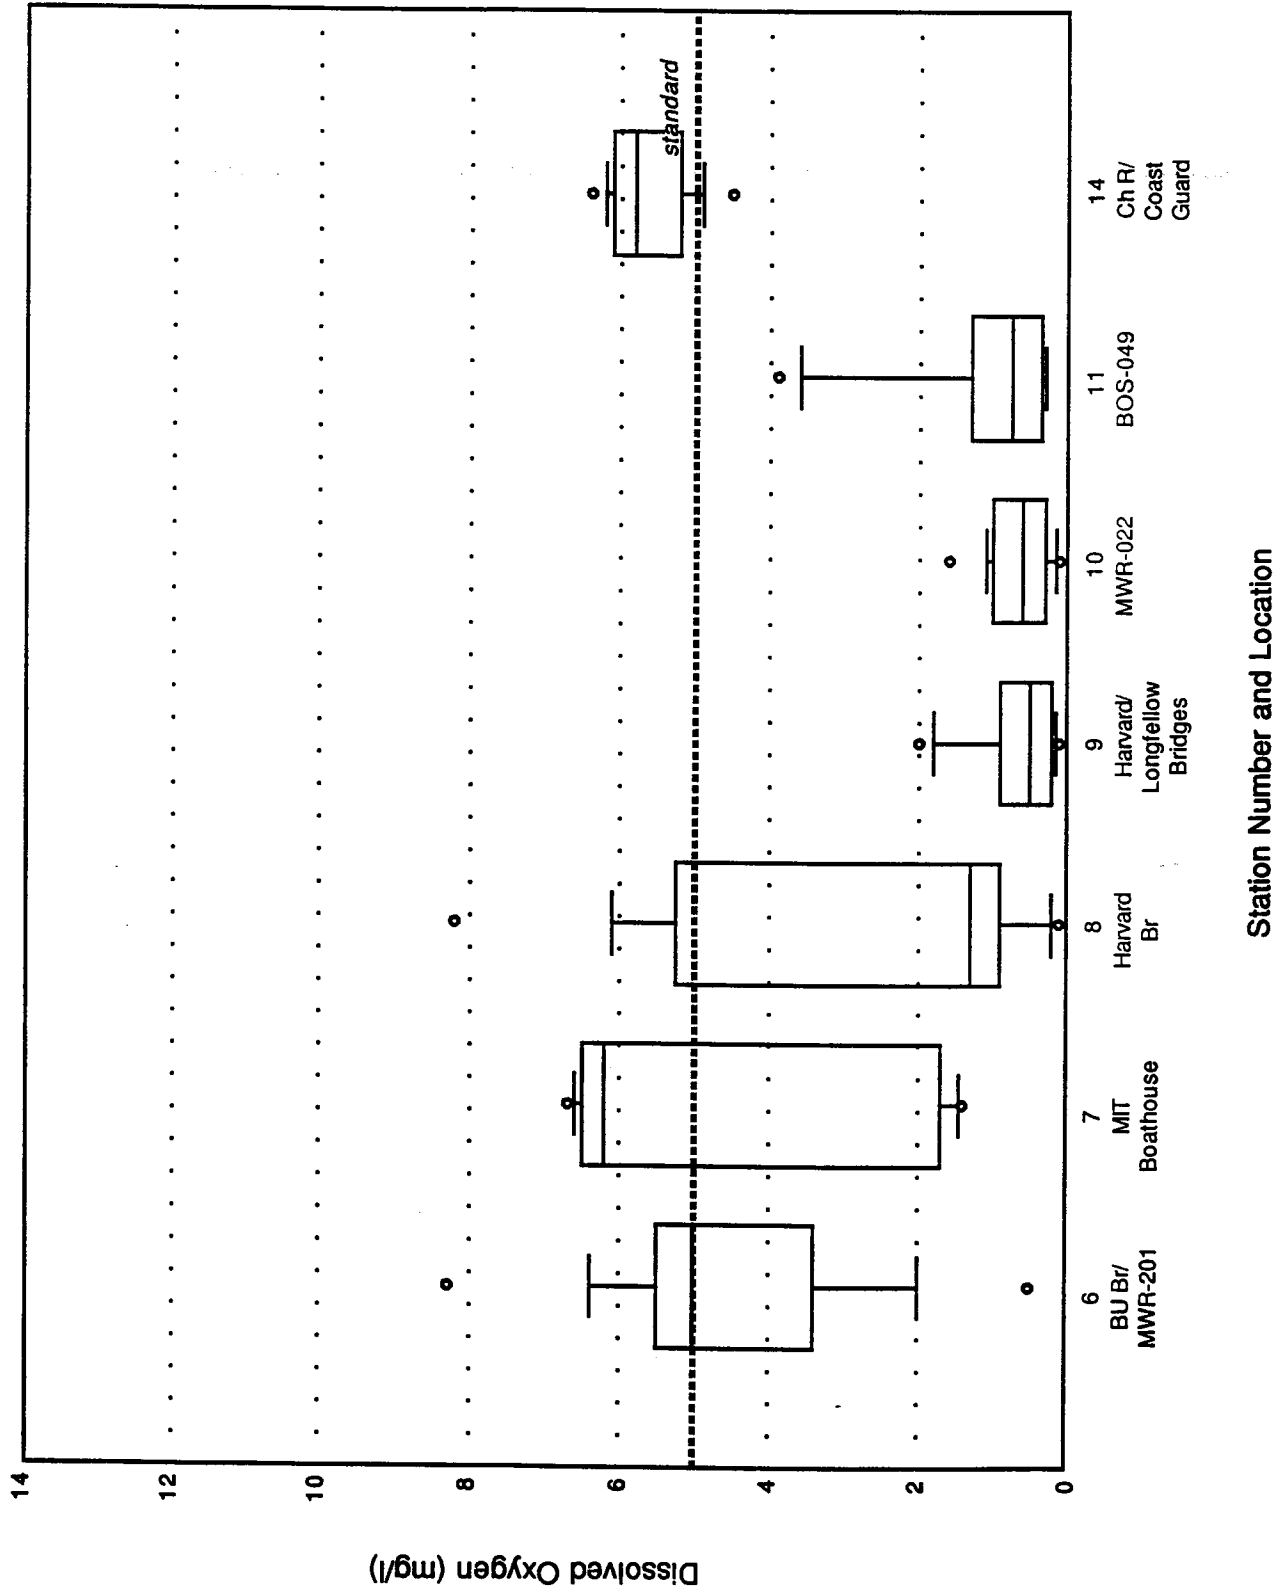 Dissolved Oxygen (mg/l)
14
12
10
8
6
4
2
0
standard
6
BU Br/
MWR-201
7
MIT
Boathouse
8
Harvard
Br
9
Harvard/
Longfellow
Bridges
10
MWR-022
11
BOS-049
14
Ch R/
Coast
Guard
Station Number and Location